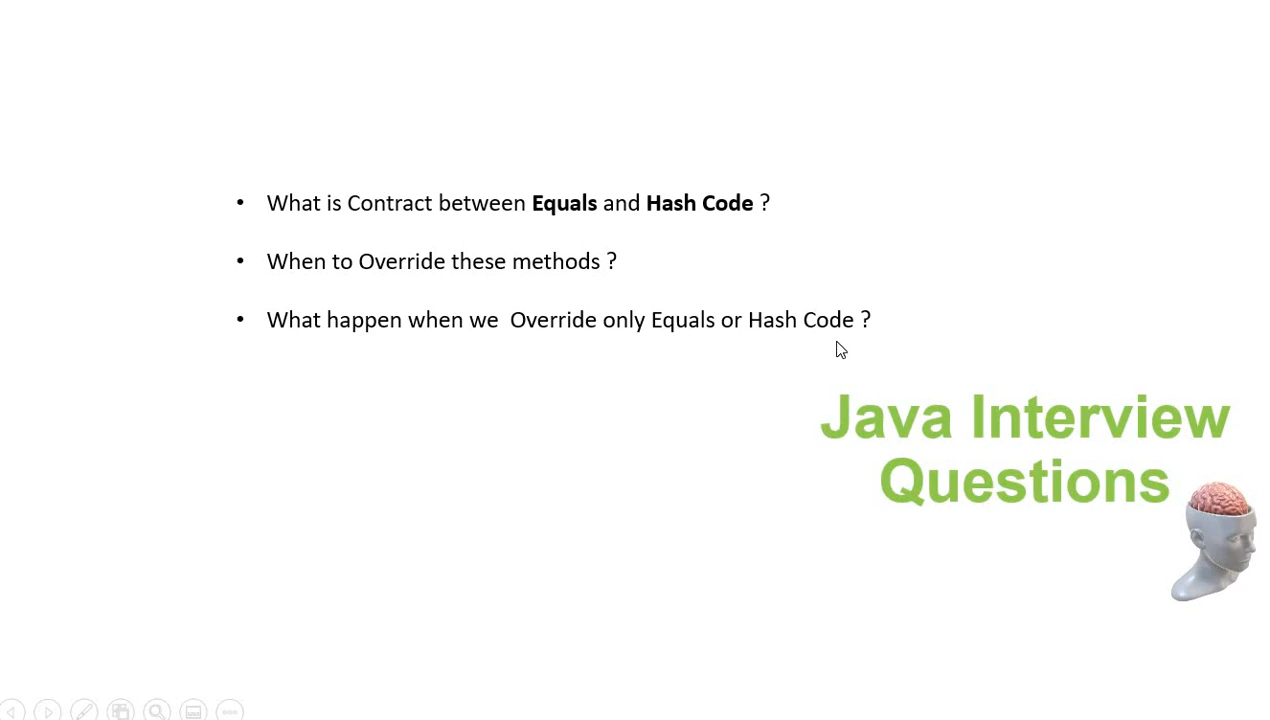 • What is Contract between Equals and Hash Code ?
• When to Override these methods ?
• What happen when we  Override only Equals or Hash Code ?
Java Interview
Questions